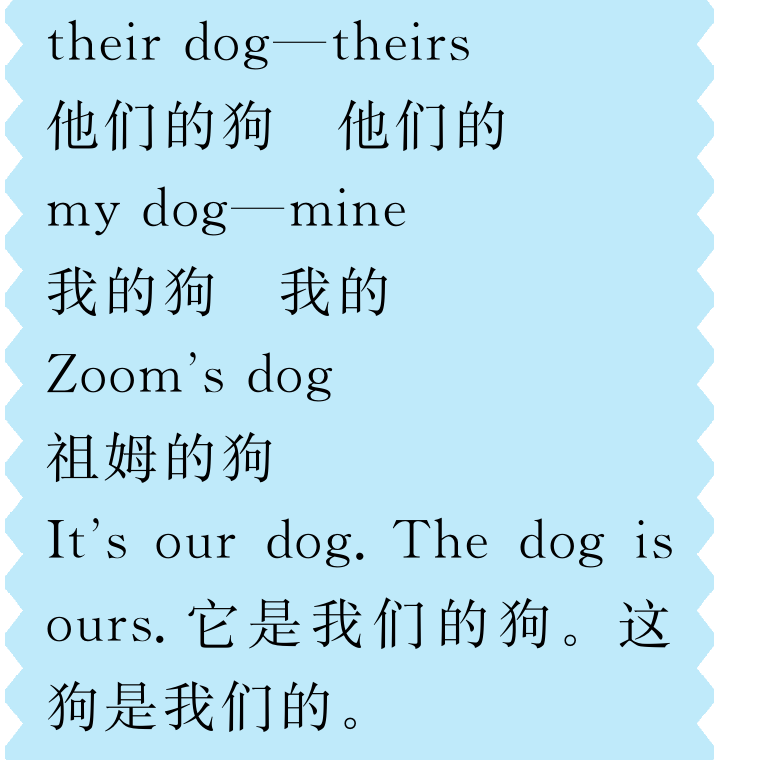 their dog—theirs
他们的狗　他们的
my dog—mine
我的狗　我的
Zoom’s dog
祖姆的狗
It’s our dog. The dog is
ours. 它是我们的狗。这
狗是我们的。